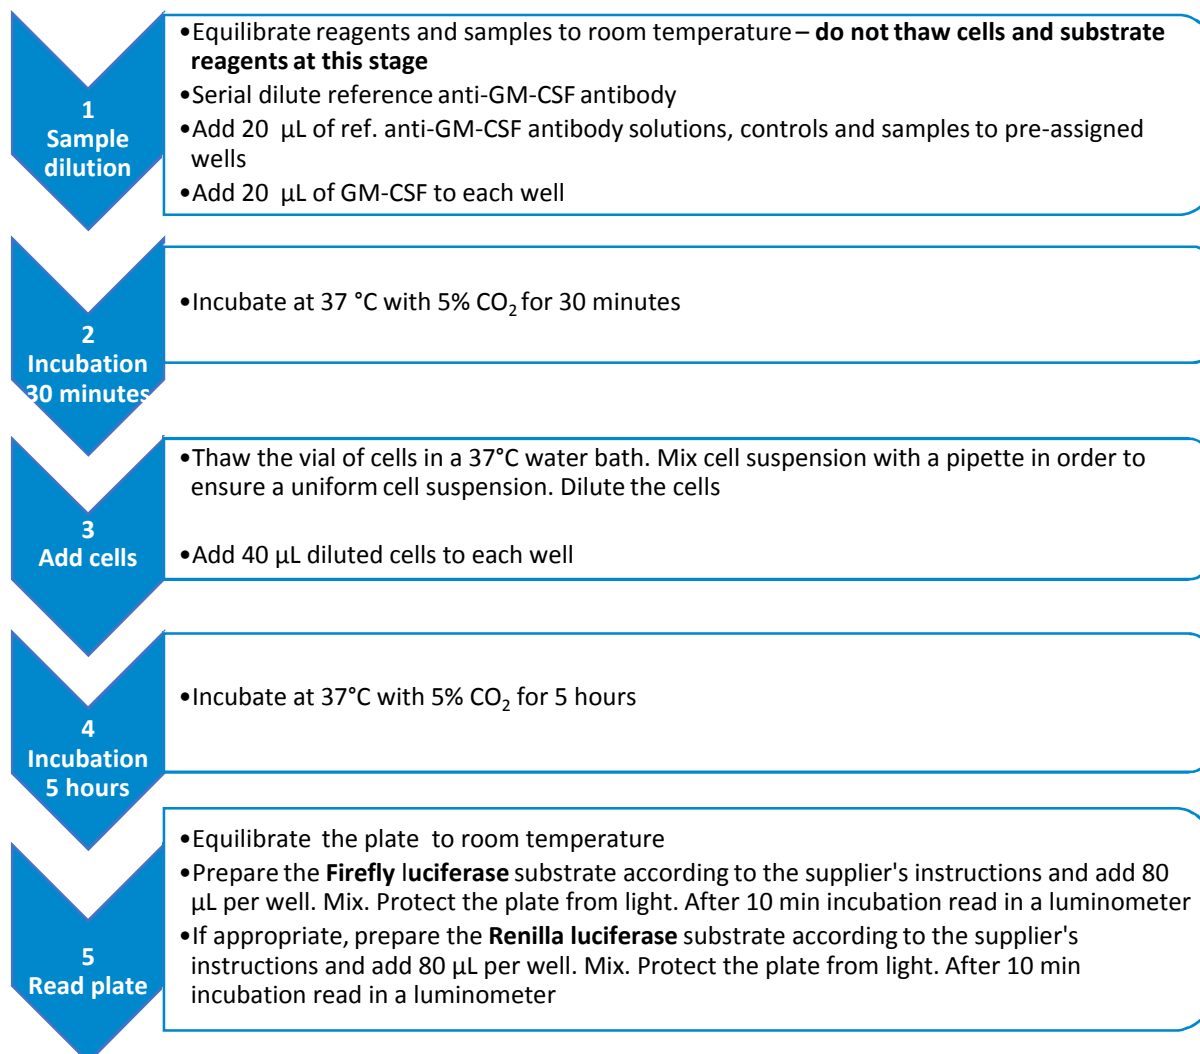 1
Sample
dilution
•Equilibrate reagents and samples to room temperature – do not thaw cells and substrate
reagents at this stage
•Serial dilute reference anti-GM-CSF antibody
•Add 20 µL of ref. anti-GM-CSF antibody solutions, controls and samples to pre-assigned
wells
•Add 20 µL of GM-CSF to each well
2
Incubation
30 minutes
•Incubate at 37 °C with 5% CO₂ for 30 minutes
3
Add cells
•Thaw the vial of cells in a 37°C water bath. Mix cell suspension with a pipette in order to
ensure a uniform cell suspension. Dilute the cells
•Add 40 µL diluted cells to each well
4
Incubation
5 hours
•Incubate at 37°C with 5% CO₂ for 5 hours
5
Read plate
•Equilibrate the plate to room temperature
•Prepare the Firefly luciferase substrate according to the supplier's instructions and add 80
µL per well. Mix. Protect the plate from light. After 10 min incubation read in a luminometer
•If appropriate, prepare the Renilla luciferase substrate according to the supplier's
instructions and add 80 µL per well. Mix. Protect the plate from light. After 10 min
incubation read in a luminometer